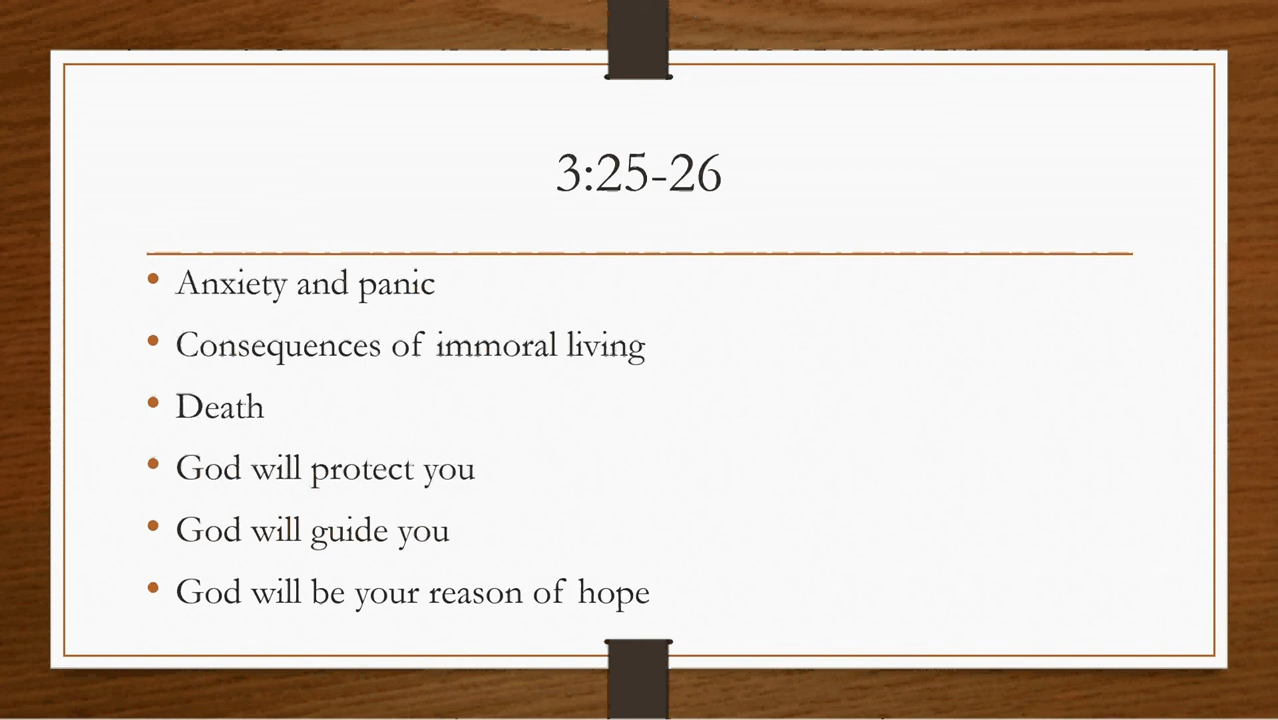 3:25-26
• Anxiety and panic
• Consequences of immoral living
• Death
• God will protect you
• God will guide you
• God will be your reason of hope